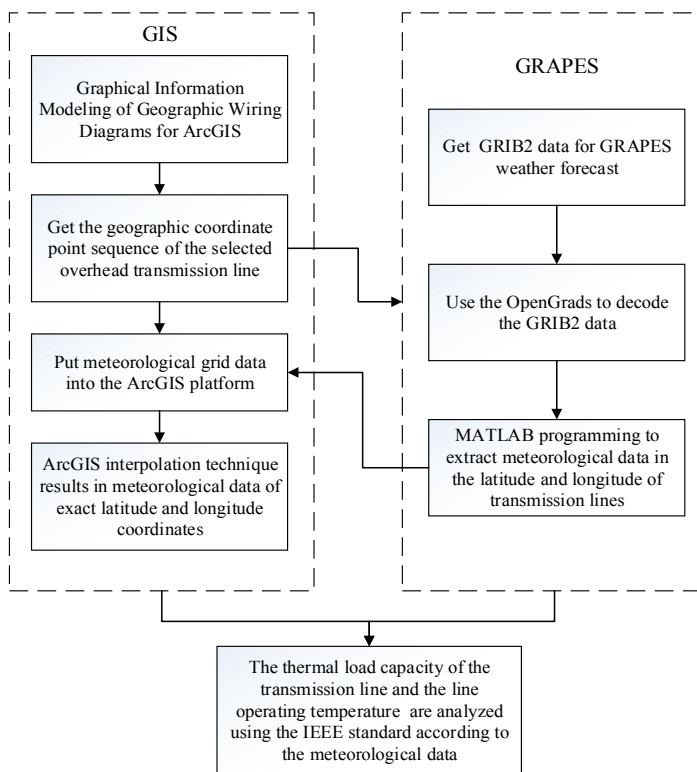 GIS
Graphical Information
Modeling of Geographic Wiring
Diagrams for ArcGIS
Get the geographic coordinate
point sequence of the selected
overhead transmission line
Put meteorological grid data
into the ArcGIS platform
ArcGIS interpolation technique
results in meteorological data of
exact latitude and longitude
coordinates
GRAPES
Get GRIB2 data for GRAPES
weather forecast
Use the OpenGrads to decode
the GRIB2 data
MATLAB programming to
extract meteorological data in
the latitude and longitude of
transmission lines
The thermal load capacity of the
transmission line and the line
operating temperature are analyzed
using the IEEE standard according to
the meteorological data